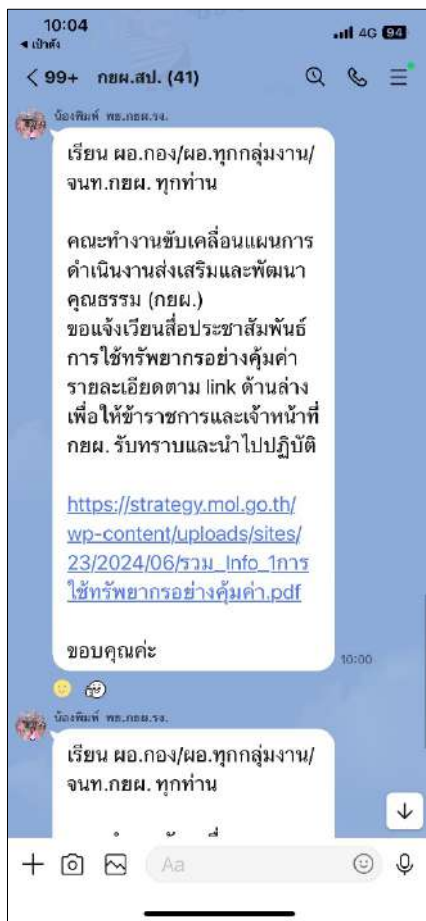 10:04
4G 94
◀ เป๋าตัง
99+ กยผ.สป. (41)
น้องพิมพ์ พธ.กยผ.รง.
เรียน ผอ.กอง/ผอ.ทุกกลุ่มงาน/
จนท.กยผ. ทุกท่าน
คณะทำงานขับเคลื่อนแผนการ
ดำเนินงานส่งเสริมและพัฒนา
คุณธรรม (กยผ.)
ขอแจ้งเวียนสื่อประชาสัมพันธ์
การใช้ทรัพยากรอย่างคุ้มค่า
รายละเอียดตาม link ด้านล่าง
เพื่อให้ข้าราชการและเจ้าหน้าที่
กยผ. รับทราบและนำไปปฏิบัติ
https://strategy.mol.go.th/
wp-content/uploads/sites/
23/2024/06/รวม_Info_1การ
ใช้ทรัพยากรอย่างคุ้มค่า.pdf
ขอบคุณค่ะ
10:00
น้องพิมพ์ พธ.กยผ.รง.
เรียน ผอ.กอง/ผอ.ทุกกลุ่มงาน/
จนท.กยผ. ทุกท่าน
Aa